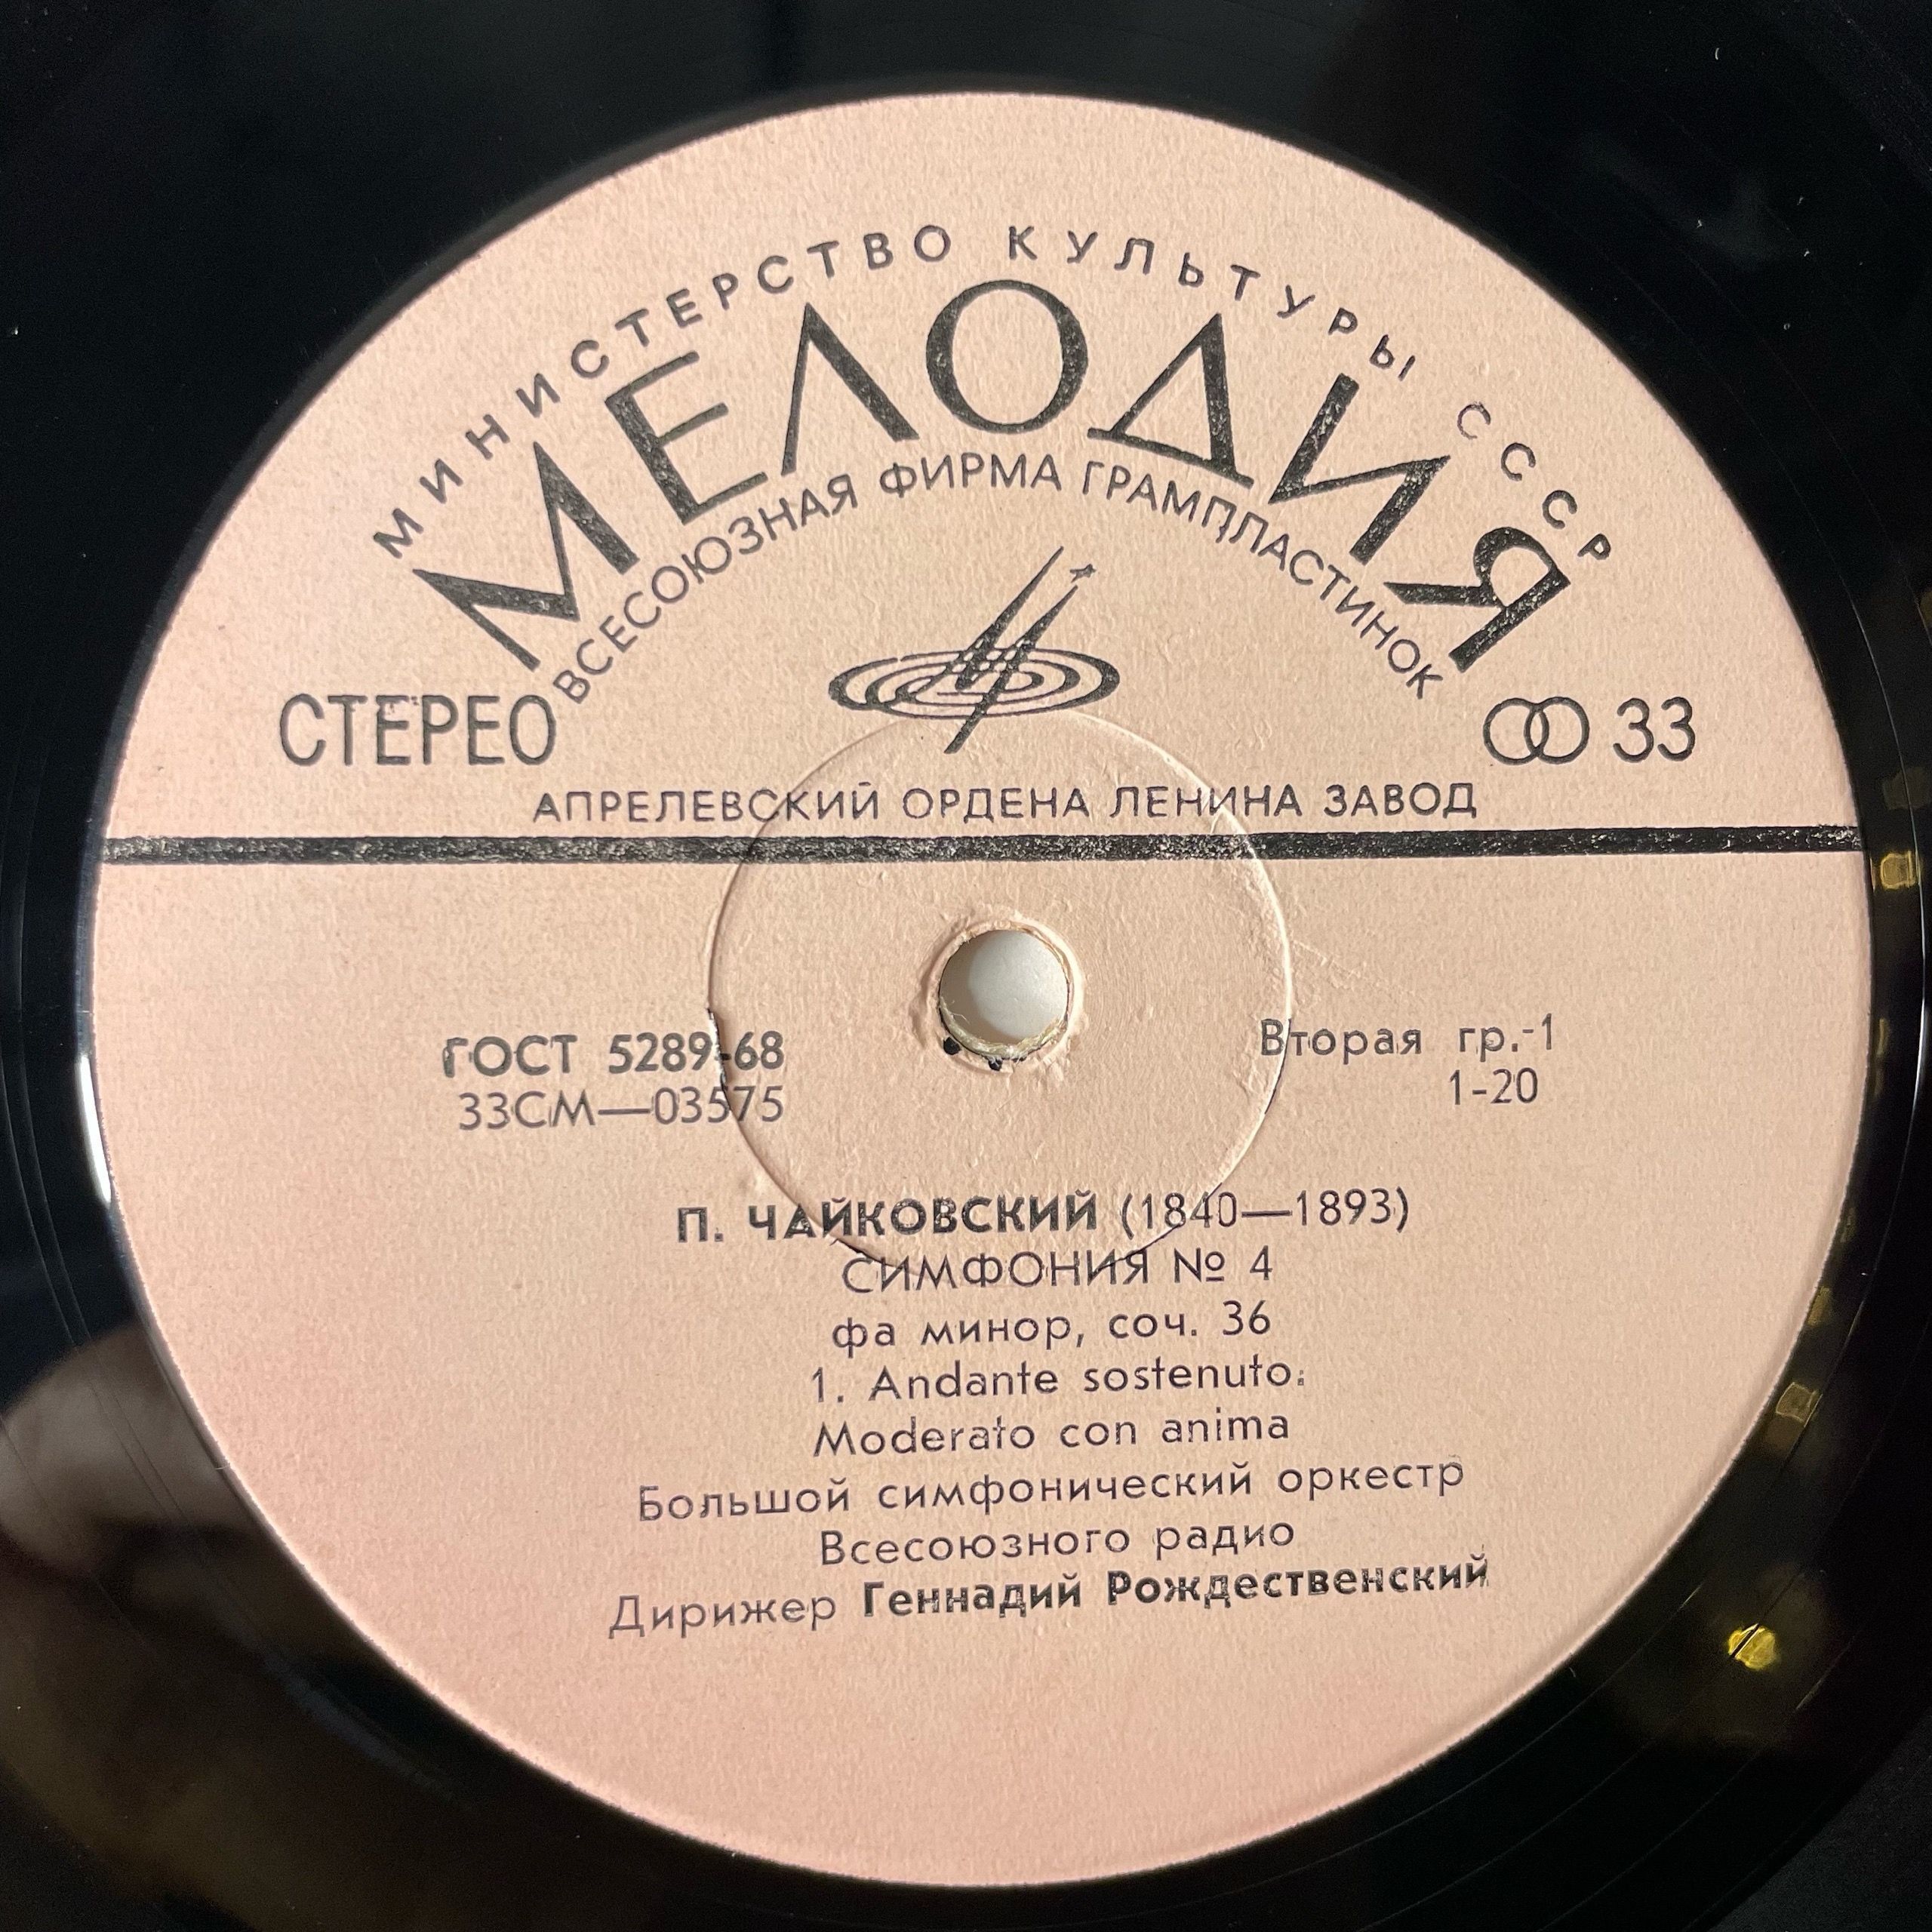 МИНИСТЕРСТВО КУЛЬТУРЫ СССР
МЕЛОДИЯ
ВСЕСОЮЗНАЯ ФИРМА ГРАМПЛАСТИНОК
СТЕРЕО
33
АПРЕЛЕВСКИЙ ОРДЕНА ЛЕНИНА ЗАВОД
ГОСТ 5289-68
33СМ—03575
Вторая гр.-1
1-20
П. ЧАЙКОВСКИЙ (1840—1893)
СИМФОНИЯ № 4
фа минор, соч. 36
1. Andante sostenuto.
Moderato con anima
Большой симфонический оркестр
Всесоюзного радио
Дирижер Геннадий Рождественский